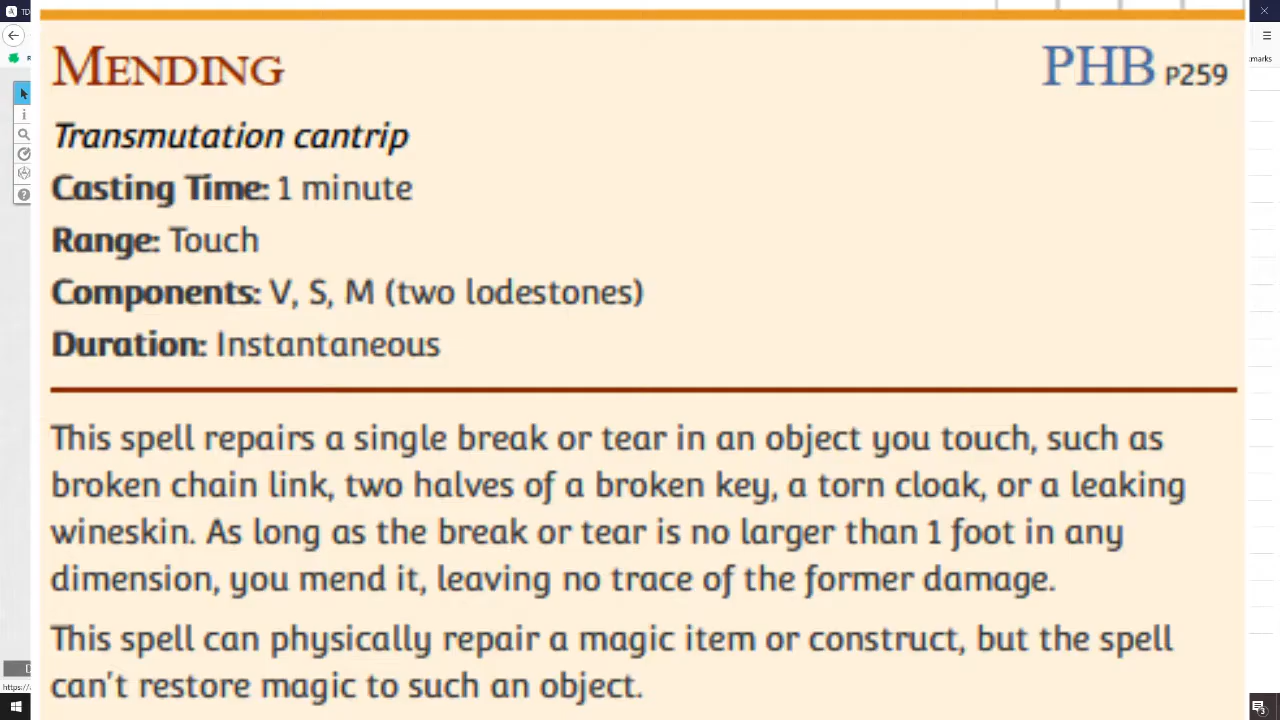 MENDING PHB P259
Transmutation cantrip
Casting Time: 1 minute
Range: Touch
Components: V, S, M (two lodestones)
Duration: Instantaneous
This spell repairs a single break or tear in an object you touch, such as
broken chain link, two halves of a broken key, a torn cloak, or a leaking
wineskin. As long as the break or tear is no larger than 1 foot in any
dimension, you mend it, leaving no trace of the former damage.
This spell can physically repair a magic item or construct, but the spell
can't restore magic to such an object.
TD
kmarks
https://
3